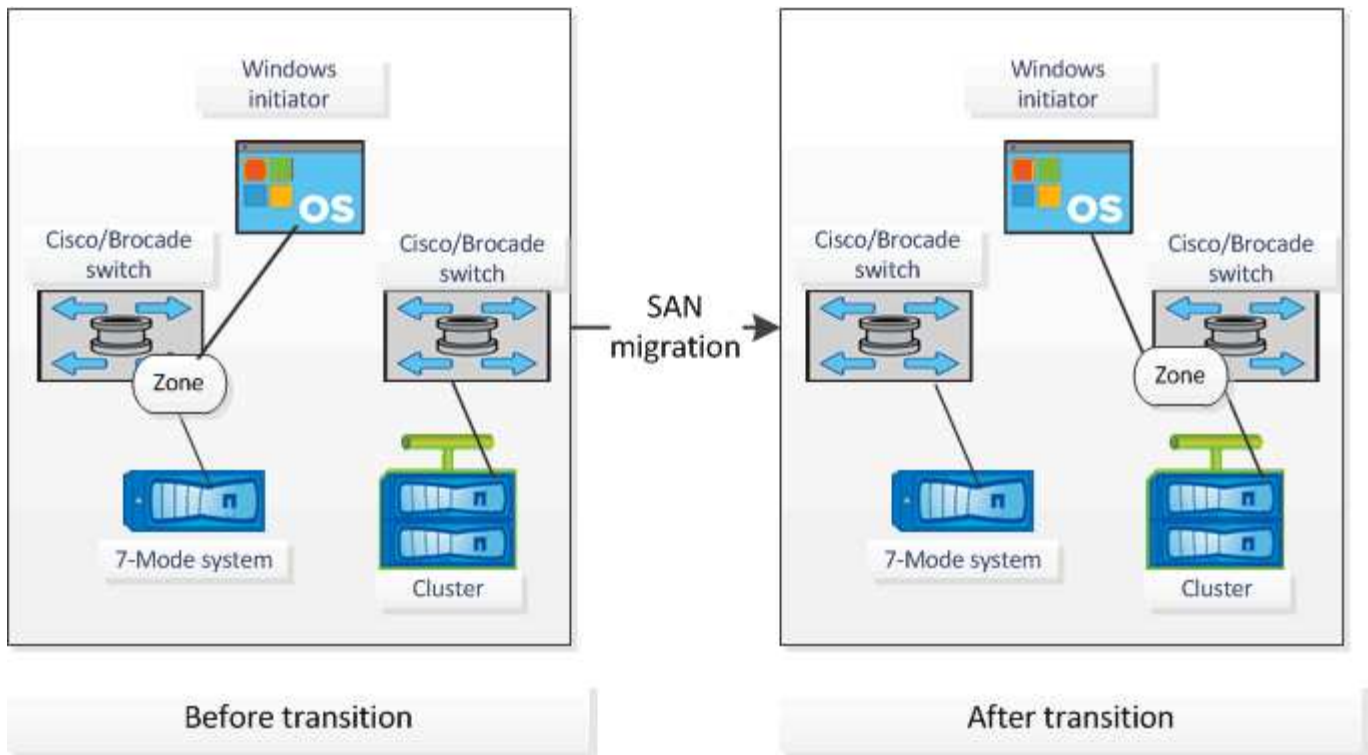 Windows
initiator
OS
Cisco/Brocade
switch
Cisco/Brocade
switch
Zone
n
7-Mode system
n
n
Cluster
SAN
migration
Windows
initiator
OS
Cisco/Brocade
switch
Cisco/Brocade
switch
Zone
n
7-Mode system
n
n
Cluster
Before transition
After transition